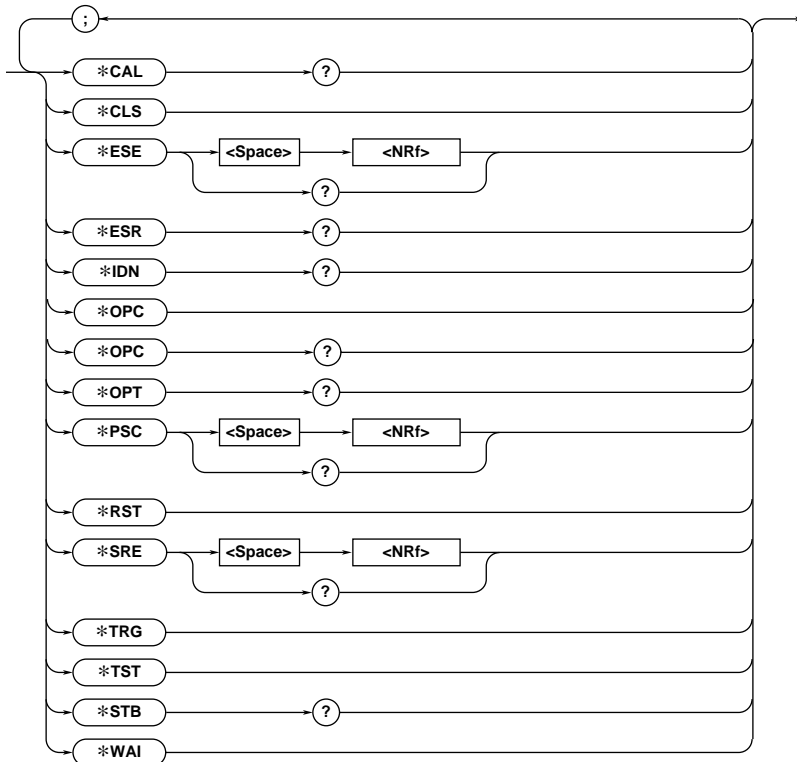 ;
*CAL ?
*CLS
*ESE <Space> <NRf>
?
*ESR ?
*IDN ?
*OPC
*OPC ?
*OPT ?
*PSC <Space> <NRf>
?
*RST
*SRE <Space> <NRf>
?
*TRG
*TST
*STB ?
*WAI